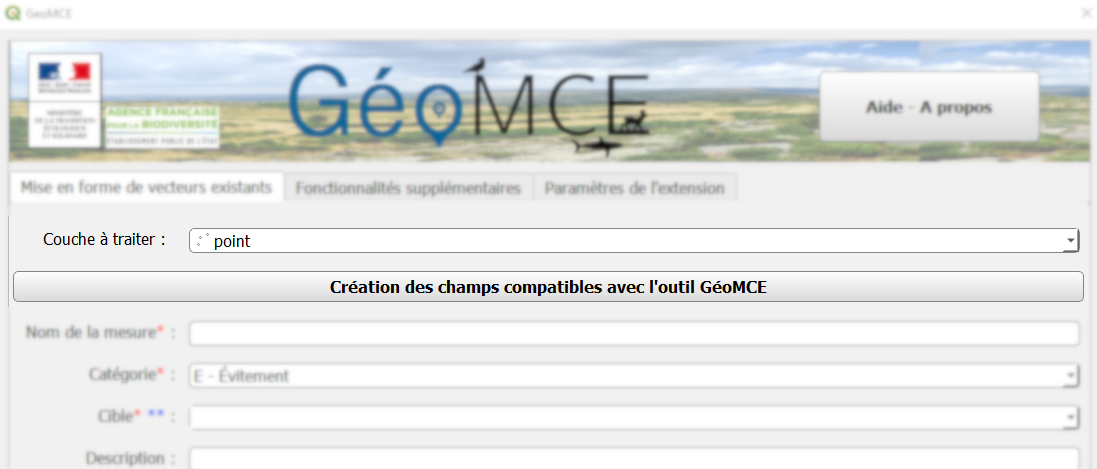 GeoMCE
MINISTÈRE
DE LA TRANSITION
ÉCOLOGIQUE
ET SOLIDAIRE
AGENCE FRANÇAISE
POUR LA BIODIVERSITÉ
ÉTABLISSEMENT PUBLIC DE L'ÉTAT
GéoMCE
Aide - A propos
Mise en forme de vecteurs existants
Fonctionnalités supplémentaires
Paramètres de l'extension
Couche à traiter :
point
Création des champs compatibles avec l'outil GéoMCE
Nom de la mesure* :
Catégorie* :
E - Évitement
Cible* ** :
Description :